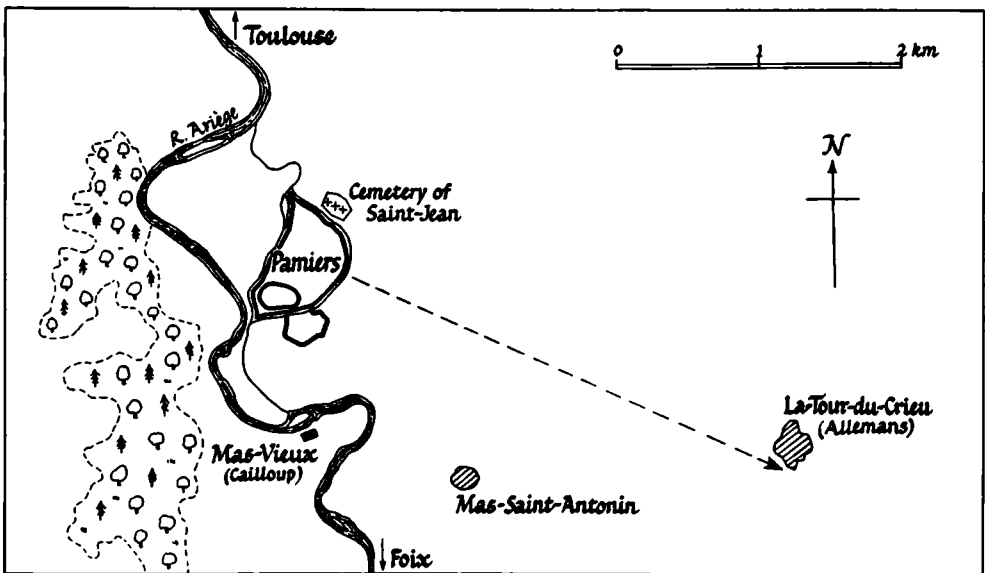 Toulouse
0 1 2 km
R. Ariège
N
Cemetery of
Saint-Jean
Pamiers
La-Tour-du-Crieu
(Allemans)
Mas-Vieux
(Cailloup)
Mas-Saint-Antonin
Foix